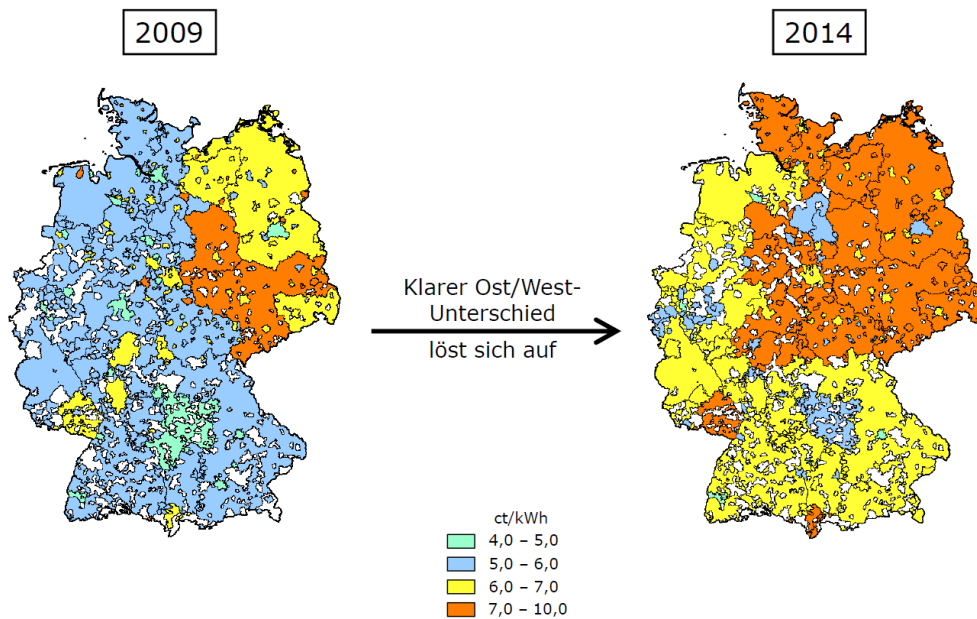 2009
2014
Klarer Ost/West-
Unterschied
löst sich auf
ct/kWh
4,0 – 5,0
5,0 – 6,0
6,0 – 7,0
7,0 – 10,0